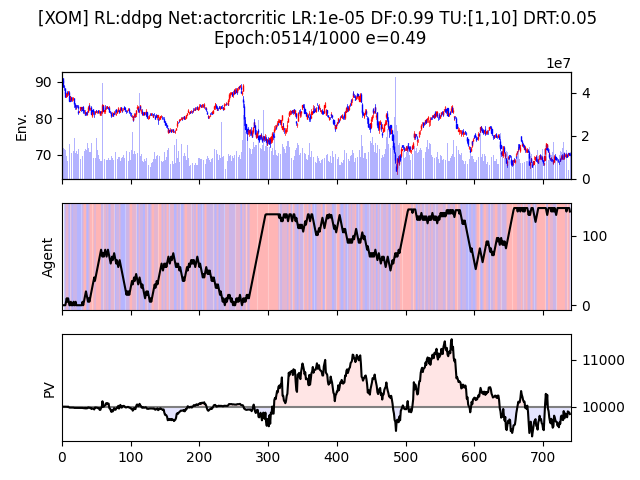 [XOM] RL:ddpg Net:actorcritic LR:1e-05 DF:0.99 TU:[1,10] DRT:0.05
Epoch:0514/1000 e=0.49
1e7
90
80
70
Env.
4
2
0
Agent
100
0
PV
11000
10000
0 100 200 300 400 500 600 700